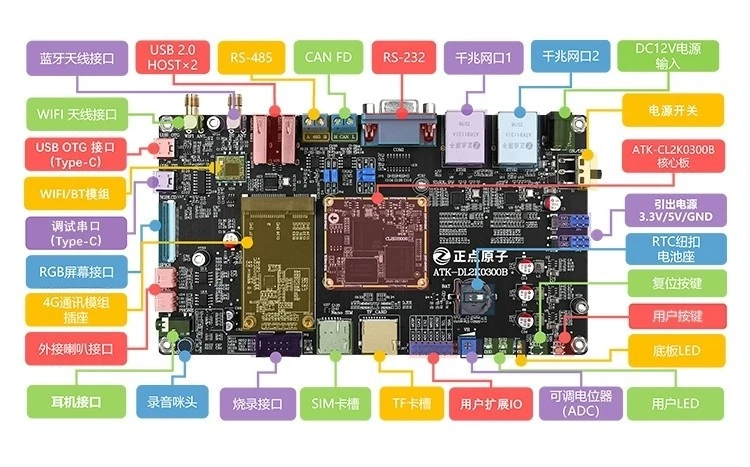 蓝牙天线接口
USB 2.0
HOST×2
RS-485
CAN FD
RS-232
千兆网口1
千兆网口2
DC12V电源
输入
WIFI 天线接口
电源开关
USB OTG 接口
(Type-C)
ATK-CL2K0300B
核心板
WIFI/BT模组
调试串口
(Type-C)
引出电源
3.3V/5V/GND
RGB屏幕接口
RTC纽扣
电池座
正点原子
ATK-DL2K0300B
4G通讯模组
插座
复位按键
外接喇叭接口
用户按键
底板LED
耳机接口
录音咪头
烧录接口
SIM卡槽
TF卡槽
用户扩展IO
可调电位器
(ADC)
用户LED